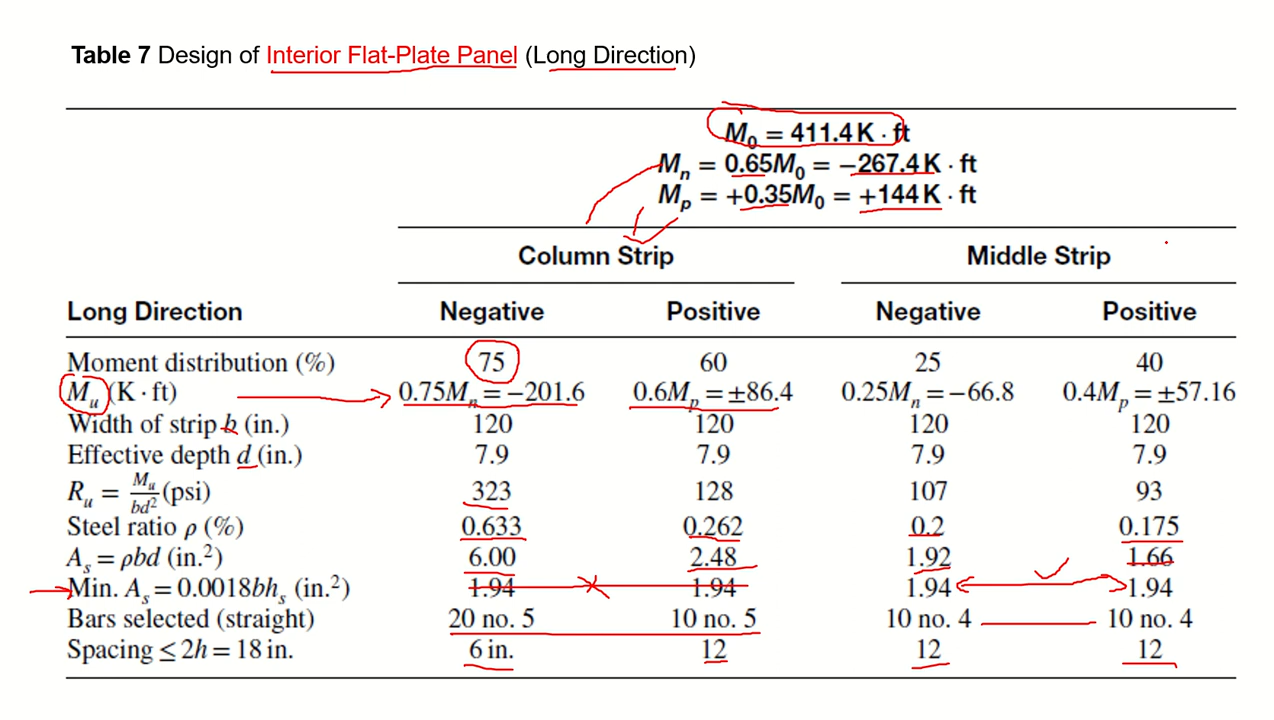 Table 7 Design of Interior Flat-Plate Panel (Long Direction)
M₀ = 411.4 K · ft
Mₙ = 0.65M₀ = −267.4 K · ft
Mₚ = +0.35M₀ = +144 K · ft
Column Strip Middle Strip
Long Direction Negative Positive Negative Positive
Moment distribution (%) 75 60 25 40
Mᵤ (K · ft) 0.75Mₙ = −201.6 0.6Mₚ = ±86.4 0.25Mₙ = −66.8 0.4Mₚ = ±57.16
Width of strip b (in.) 120 120 120 120
Effective depth d (in.) 7.9 7.9 7.9 7.9
Rᵤ = Mᵤ/bd² (psi) 323 128 107 93
Steel ratio ρ (%) 0.633 0.262 0.2 0.175
Aₛ = ρbd (in.²) 6.00 2.48 1.92 1.66
Min. Aₛ = 0.0018bhₛ (in.²) 1.94 1.94 1.94 1.94
Bars selected (straight) 20 no. 5 10 no. 5 10 no. 4 10 no. 4
Spacing ≤ 2h = 18 in. 6 in. 12 12 12